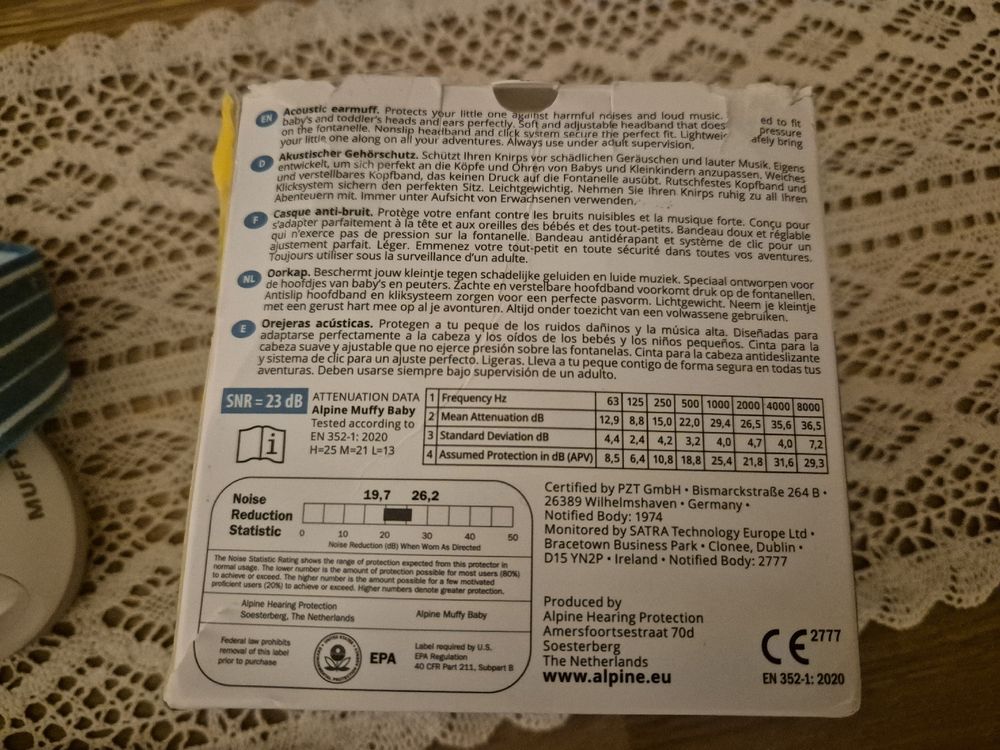 EN Acoustic earmuff. Protects your little one against harmful noises and loud music.
ed to fit
baby's and toddler's heads and ears perfectly. Soft and adjustable headband that does
pressure
on the fontanelle. Nonslip headband and click system secure the perfect fit. Lightweig
afely bring
your little one along on all your adventures. Always use under adult supervision.
D Akustischer Gehörschutz. Schützt Ihren Knirps vor schädlichen Geräuschen und lauter Musik. Eigens
entwickelt, um sich perfekt an die Köpfe und Ohren von Babys und Kleinkindern anzupassen. Weiches
und verstellbares Kopfband, das keinen Druck auf die Fontanelle ausübt. Rutschfestes Kopfband und
Klicksystem sichern den perfekten Sitz. Leichtgewichtig. Nehmen Sie Ihren Knirps ruhig zu all Ihren
Abenteuern mit. Immer unter Aufsicht von Erwachsenen verwenden.
F Casque anti-bruit. Protège votre enfant contre les bruits nuisibles et la musique forte. Conçu pour
s'adapter parfaitement à la tête et aux oreilles des bébés et des tout-petits. Bandeau doux et réglable
qui n'exerce pas de pression sur la fontanelle. Bandeau antidérapant et système de clic pour un
ajustement parfait. Léger. Emmenez votre tout-petit en toute sécurité dans toutes vos aventures.
Toujours utiliser sous la surveillance d'un adulte.
NL Oorkap. Beschermt jouw kleintje tegen schadelijke geluiden en luide muziek. Speciaal ontworpen voor
de hoofdjes van baby's en peuters. Zachte en verstelbare hoofdband voorkomt druk op de fontanellen.
Antislip hoofdband en kliksysteem zorgen voor een perfecte pasvorm. Lichtgewicht. Neem je kleintje
met een gerust hart mee op al je avonturen. Altijd onder toezicht van een volwassene gebruiken.
E Orejeras acústicas. Protegen a tu peque de los ruidos dañinos y la música alta. Diseñadas para
adaptarse perfectamente a la cabeza y los oídos de los bebés y los niños pequeños. Cinta para la
cabeza suave y ajustable que no ejerce presión sobre las fontanelas. Cinta para la cabeza antideslizante
y sistema de clic para un ajuste perfecto. Ligeras. Lleva a tu peque contigo de forma segura en todas tus
aventuras. Deben usarse siempre bajo supervisión de un adulto.
SNR = 23 dB
ATTENUATION DATA
Alpine Muffy Baby
Tested according to
EN 352-1: 2020
H=25 M=21 L=13
1 Frequency Hz 63 125 250 500 1000 2000 4000 8000
2 Mean Attenuation dB 12,9 8,8 15,0 22,0 29,4 26,5 35,6 36,5
3 Standard Deviation dB 4,4 2,4 4,2 3,2 4,0 4,7 4,0 7,2
4 Assumed Protection in dB (APV) 8,5 6,4 10,8 18,8 25,4 21,8 31,6 29,3
Noise
Reduction
Statistic
19,7 26,2
0 10 20 30 40 50
Noise Reduction (dB) When Worn As Directed
The Noise Statistic Rating shows the range of protection expected from this protector in
normal usage. The lower number is the amount of protection possible for most users (80%)
to achieve or exceed. The higher number is the amount possible for a few motivated
proficient users (20%) to achieve or exceed. Higher numbers denote greater protection.
Alpine Hearing Protection
Soesterberg, The Netherlands
Alpine Muffy Baby
Federal law prohibits
removal of this label
prior to purchase
EPA
Label required by U.S.
EPA Regulation
40 CFR Part 211, Subpart B
Certified by PZT GmbH • Bismarckstraße 264 B •
26389 Wilhelmshaven • Germany •
Notified Body: 1974
Monitored by SATRA Technology Europe Ltd •
Bracetown Business Park • Clonee, Dublin •
D15 YN2P • Ireland • Notified Body: 2777
Produced by
Alpine Hearing Protection
Amersfoortsestraat 70d
Soesterberg
The Netherlands
www.alpine.eu
CE 2777
EN 352-1: 2020
MUFF